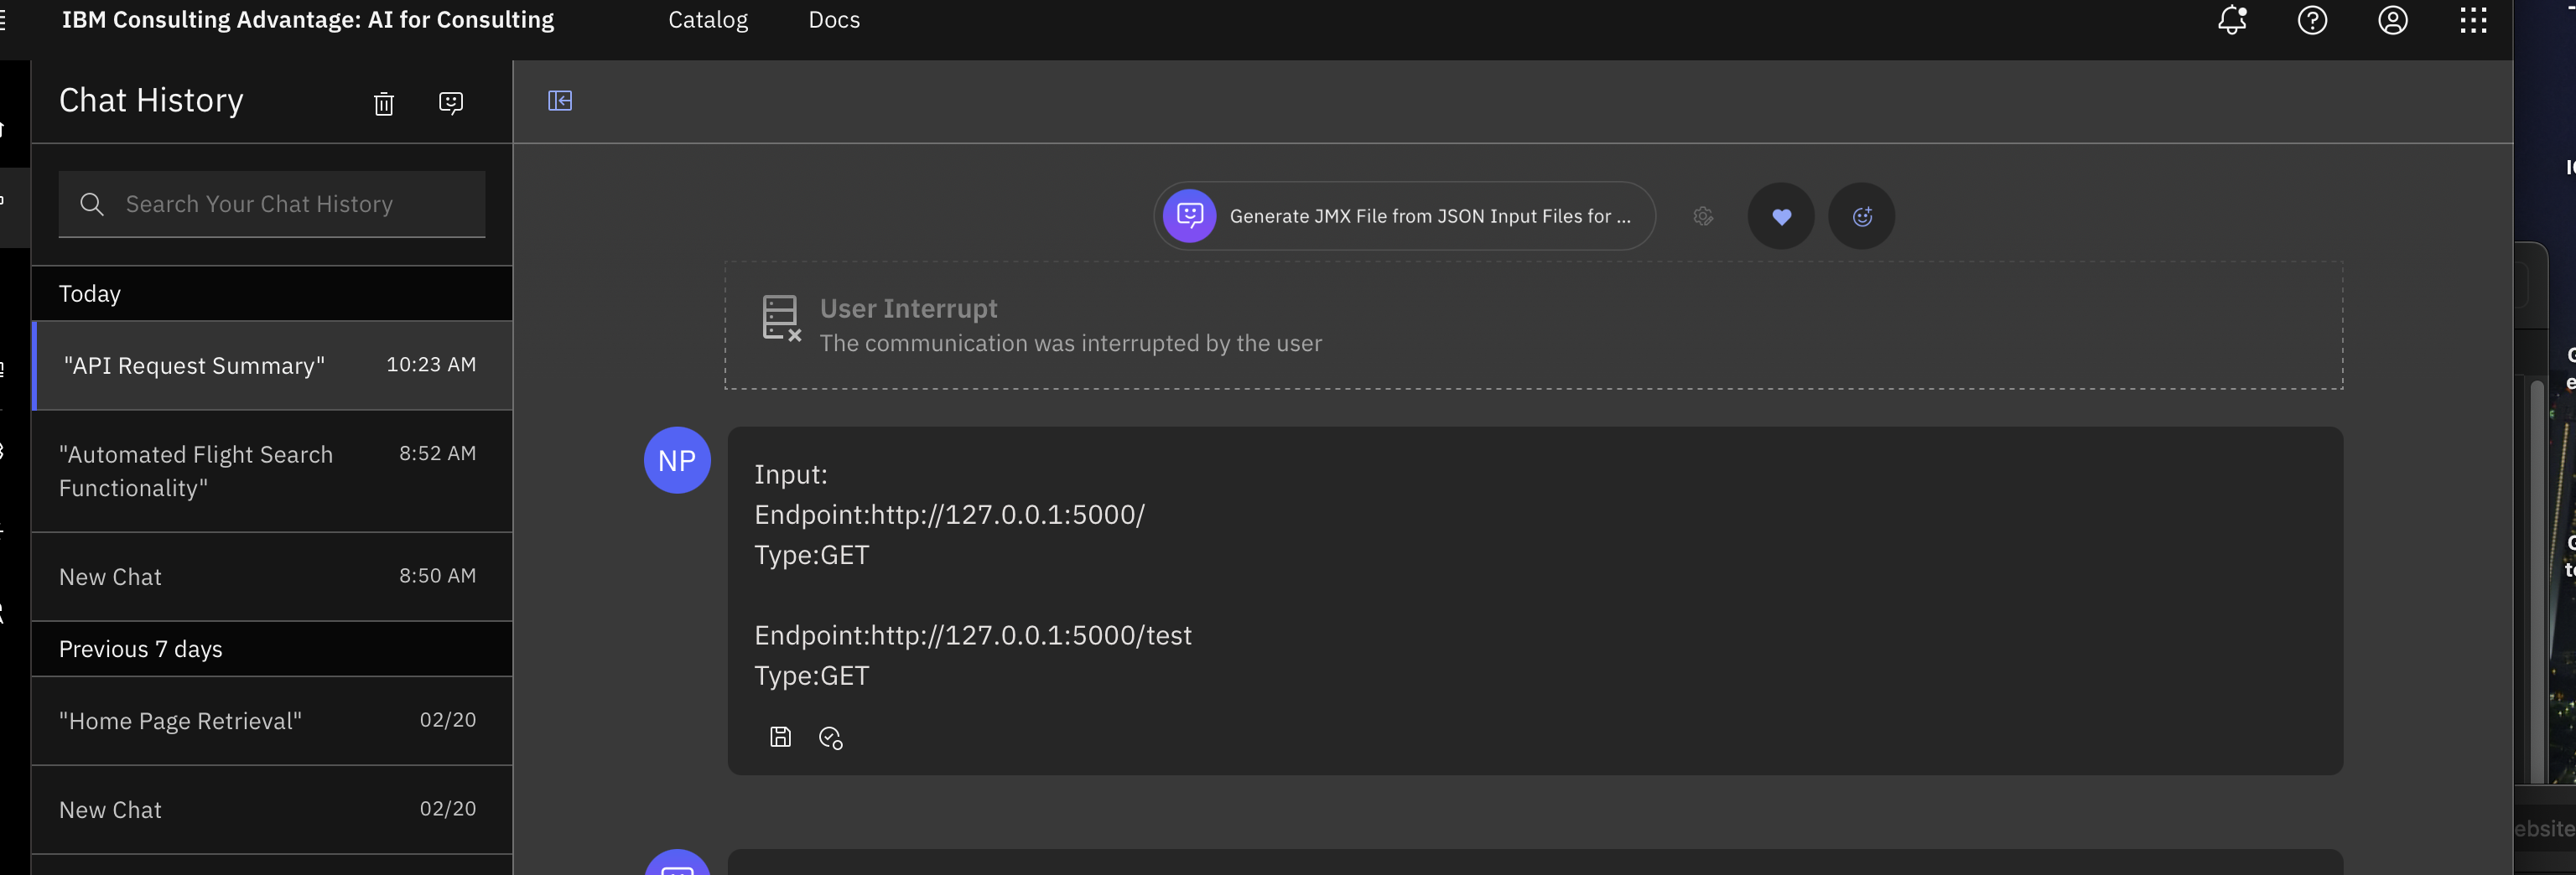 IBM Consulting Advantage: AI for Consulting
Catalog
Docs
Chat History
Search Your Chat History
Today
"API Request Summary"
10:23 AM
"Automated Flight Search
Functionality"
8:52 AM
New Chat
8:50 AM
Previous 7 days
"Home Page Retrieval"
02/20
New Chat
02/20
Generate JMX File from JSON Input Files for ...
User Interrupt
The communication was interrupted by the user
NP
Input:
Endpoint:http://127.0.0.1:5000/
Type:GET
Endpoint:http://127.0.0.1:5000/test
Type:GET